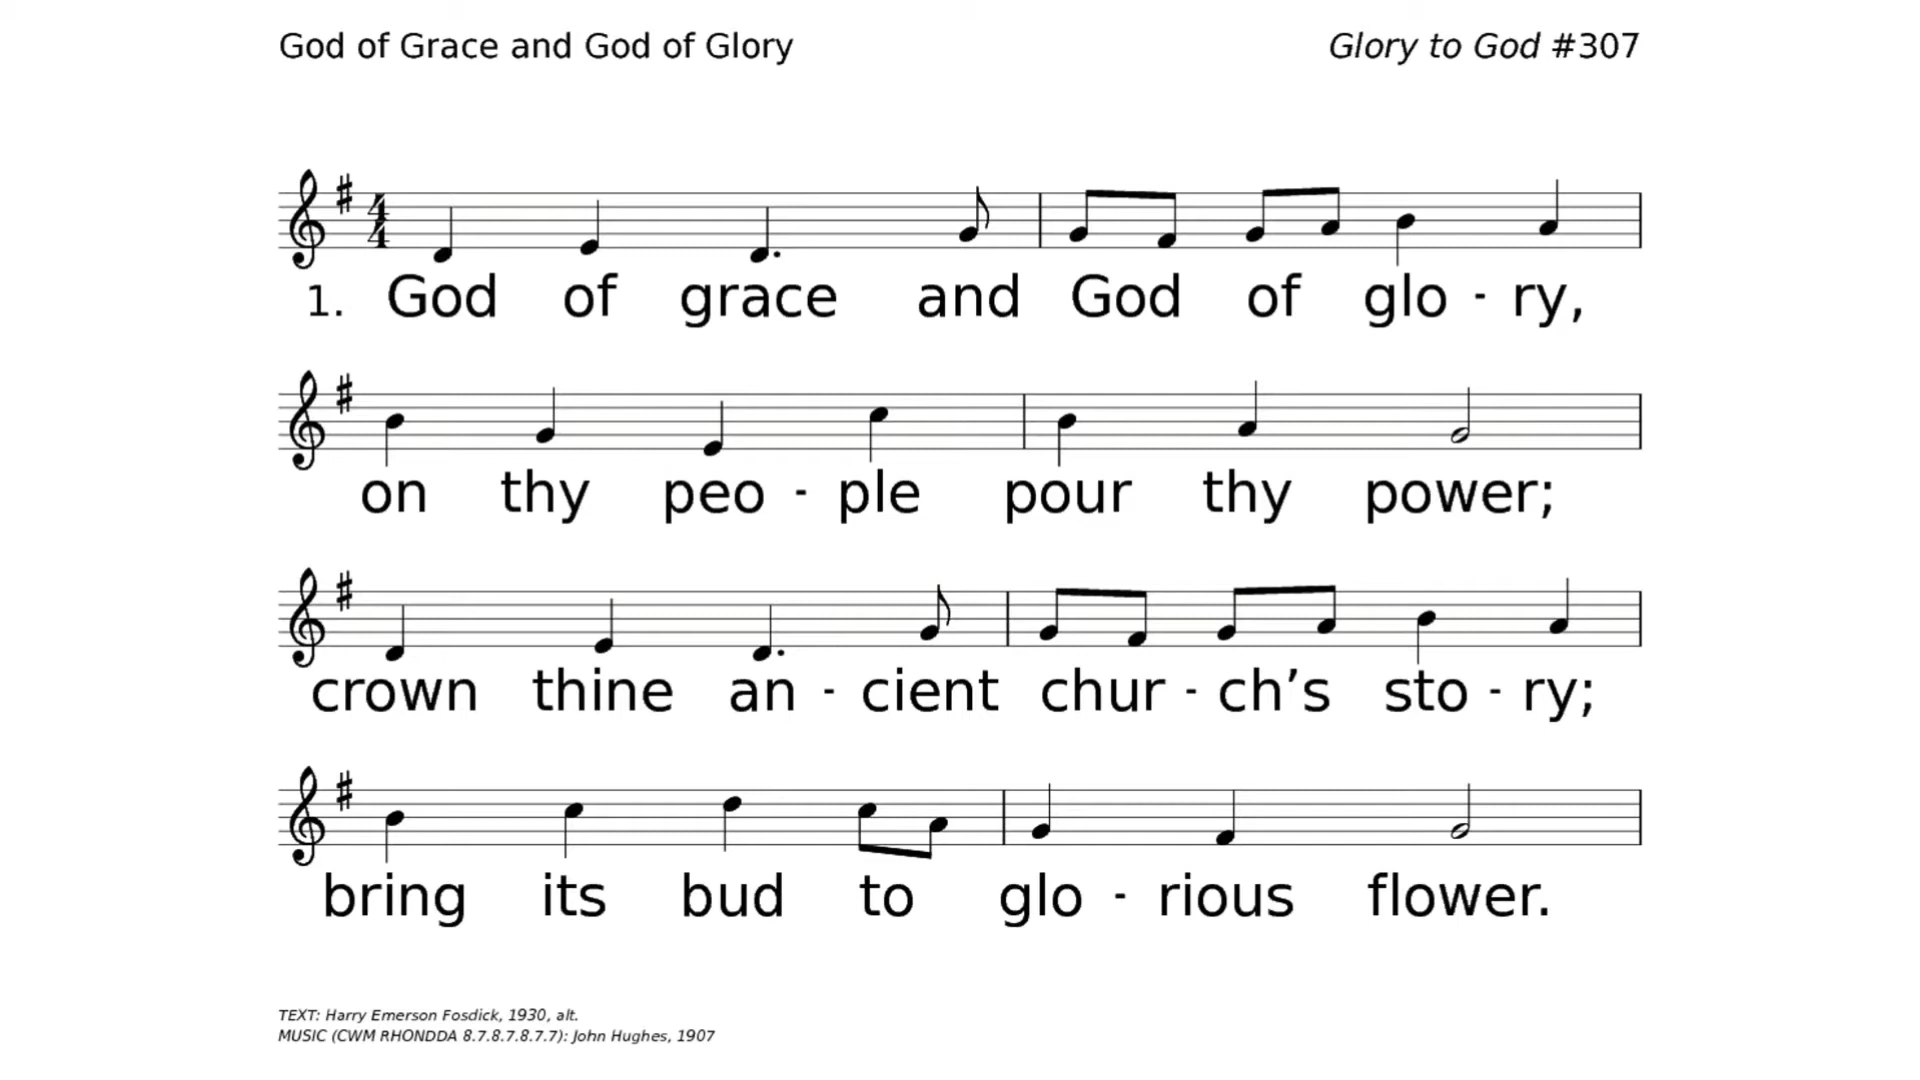 God of Grace and God of Glory Glory to God #307
1. God of grace and God of glo - ry,
on thy peo - ple pour thy power;
crown thine an - cient chur - ch’s sto - ry;
bring its bud to glo - rious flower.
TEXT: Harry Emerson Fosdick, 1930, alt.
MUSIC (CWM RHONDDA 8.7.8.7.8.7.7): John Hughes, 1907